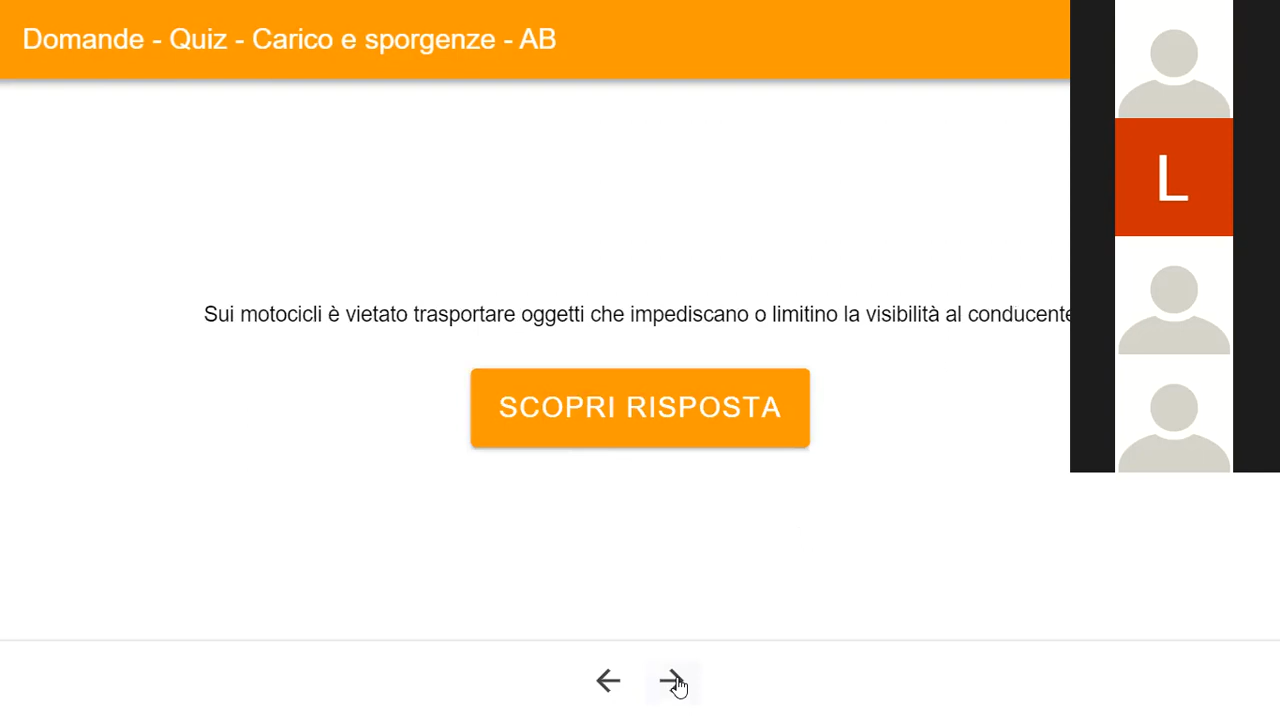 Domande - Quiz - Carico e sporgenze - AB
L
Sui motocicli è vietato trasportare oggetti che impediscano o limitino la visibilità al conducente
SCOPRI RISPOSTA